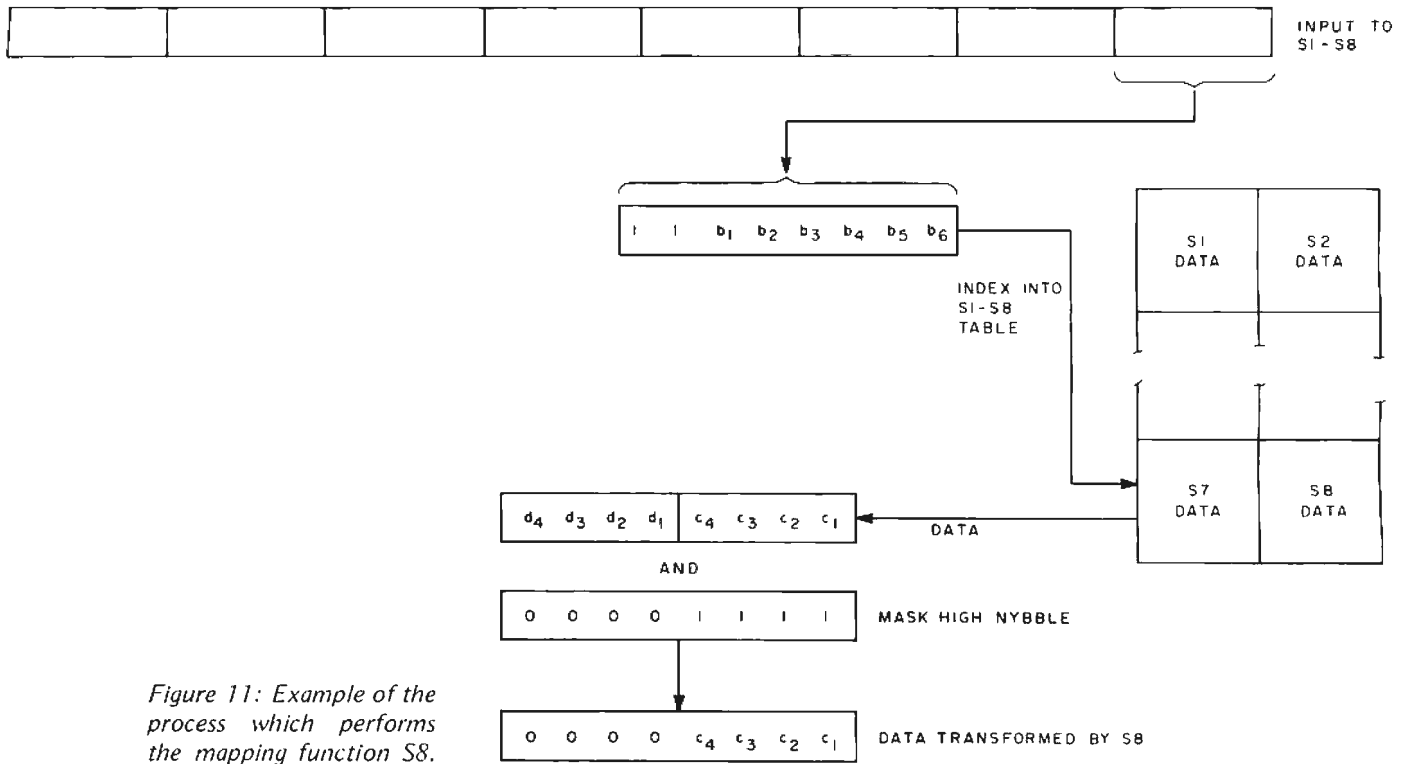 INPUT TO
S1-S8
1 1 b1 b2 b3 b4 b5 b6
INDEX INTO
S1-S8
TABLE
S1
DATA
S2
DATA
S7
DATA
S8
DATA
d4 d3 d2 d1 c4 c3 c2 c1
DATA
AND
0 0 0 0 1 1 1 1
MASK HIGH NYBBLE
0 0 0 0 c4 c3 c2 c1
DATA TRANSFORMED BY S8
Figure 11: Example of the
process which performs
the mapping function S8.